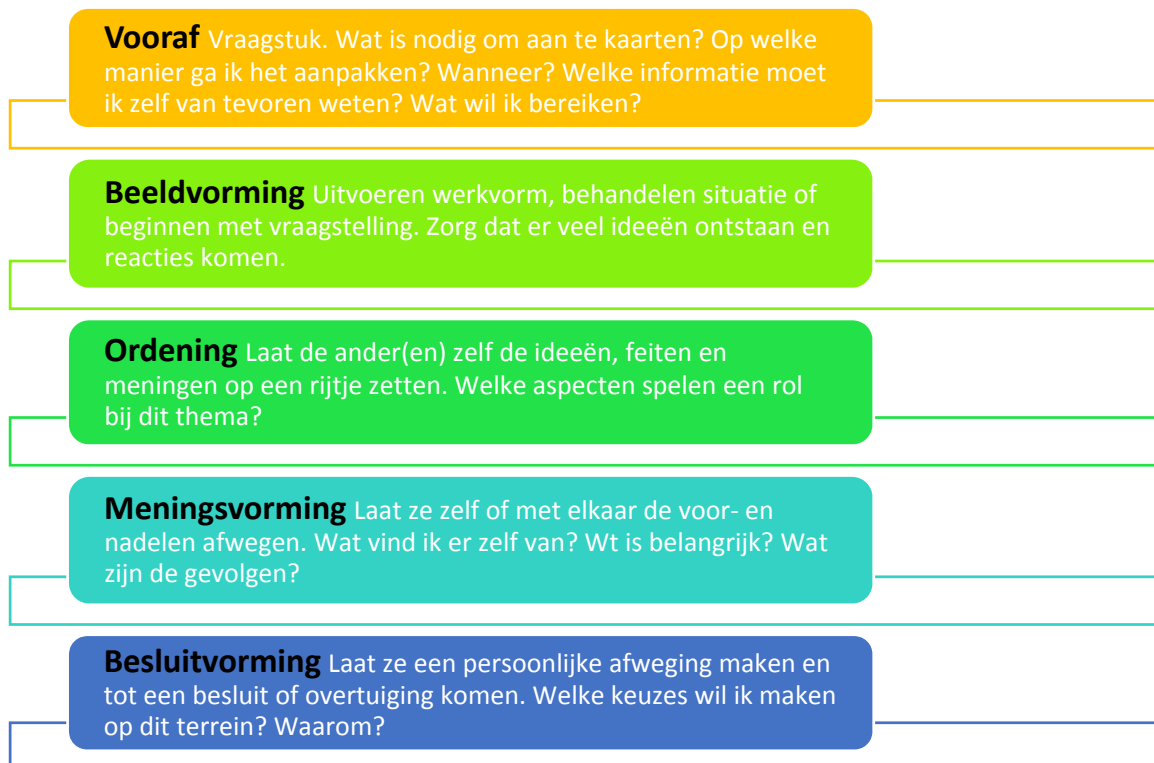 Vooraf Vraagstuk. Wat is nodig om aan te kaarten? Op welke
manier ga ik het aanpakken? Wanneer? Welke informatie moet
ik zelf van tevoren weten? Wat wil ik bereiken?
Beeldvorming Uitvoeren werkvorm, behandelen situatie of
beginnen met vraagstelling. Zorg dat er veel ideeën ontstaan en
reacties komen.
Ordening Laat de ander(en) zelf de ideeën, feiten en
meningen op een rijtje zetten. Welke aspecten spelen een rol
bij dit thema?
Meningsvorming Laat ze zelf of met elkaar de voor- en
nadelen afwegen. Wat vind ik er zelf van? Wt is belangrijk? Wat
zijn de gevolgen?
Besluitvorming Laat ze een persoonlijke afweging maken en
tot een besluit of overtuiging komen. Welke keuzes wil ik maken
op dit terrein? Waarom?